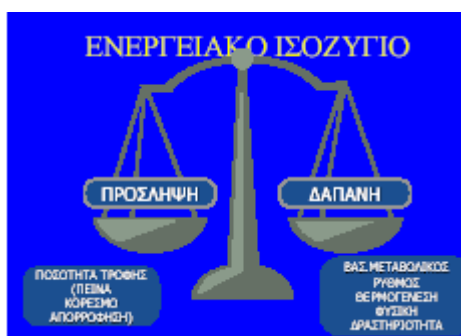 ΕΝΕΡΓΕΙΑΚΟ ΙΣΟΖΥΓΙΟ
ΠΡΟΣΛΗΨΗ
ΔΑΠΑΝΗ
ΠΟΣΟΤΗΤΑ ΤΡΟΦΗΣ
(ΠΕΙΝΑ
ΚΟΡΕΣΜΟ
ΑΠΟΡΡΟΦΗΣΗ)
ΒΑΣ.ΜΕΤΑΒΟΛΙΚΟΣ
ΡΥΘΜΟΣ
ΘΕΡΜΟΓΕΝΕΣΗ
ΦΥΣΙΚΗ
ΔΡΑΣΤΗΡΙΟΤΗΤΑ